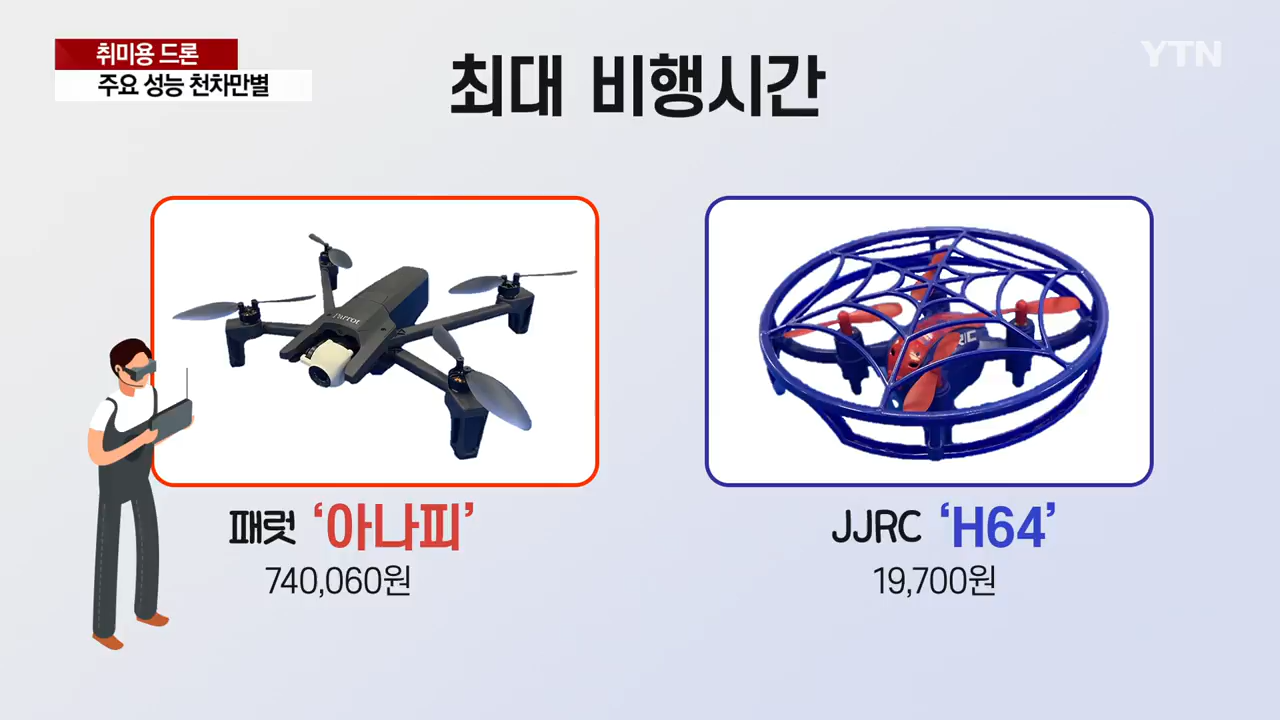 취미용 드론
주요 성능 천차만별
YTN
최대 비행시간
Parrot
패럿 ‘아나피’
740,060원
JJRC ‘H64’
19,700원